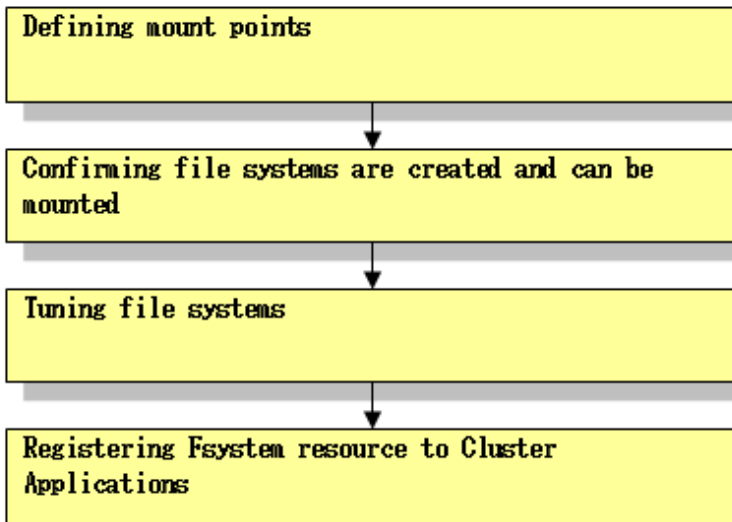 Defining mount points
Confirming file systems are created and can be
mounted
Tuning file systems
Registering Fsystem resource to Cluster
Applications